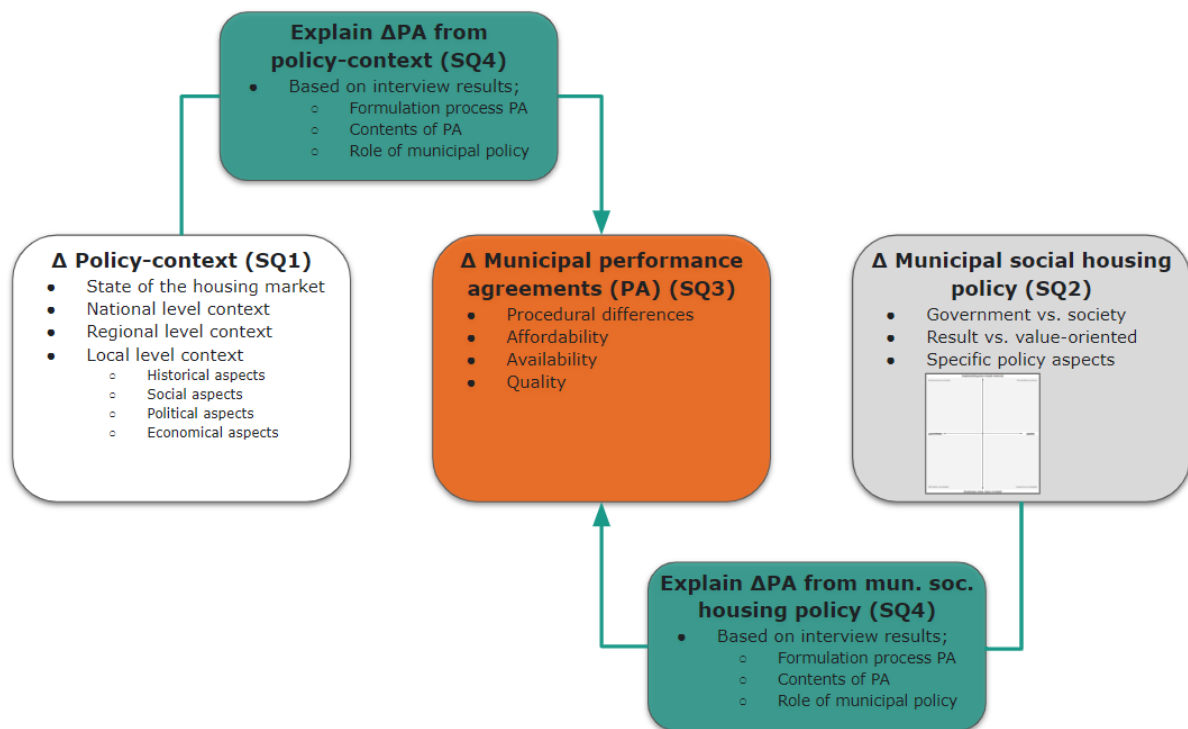 Explain ΔPA from
policy-context (SQ4)
● Based on interview results;
○ Formulation process PA
○ Contents of PA
○ Role of municipal policy
Δ Policy-context (SQ1)
● State of the housing market
● National level context
● Regional level context
● Local level context
○ Historical aspects
○ Social aspects
○ Political aspects
○ Economical aspects
Δ Municipal performance
agreements (PA) (SQ3)
● Procedural differences
● Affordability
● Availability
● Quality
Δ Municipal social housing
policy (SQ2)
● Government vs. society
● Result vs. value-oriented
● Specific policy aspects
Explain ΔPA from mun. soc.
housing policy (SQ4)
● Based on interview results;
○ Formulation process PA
○ Contents of PA
○ Role of municipal policy